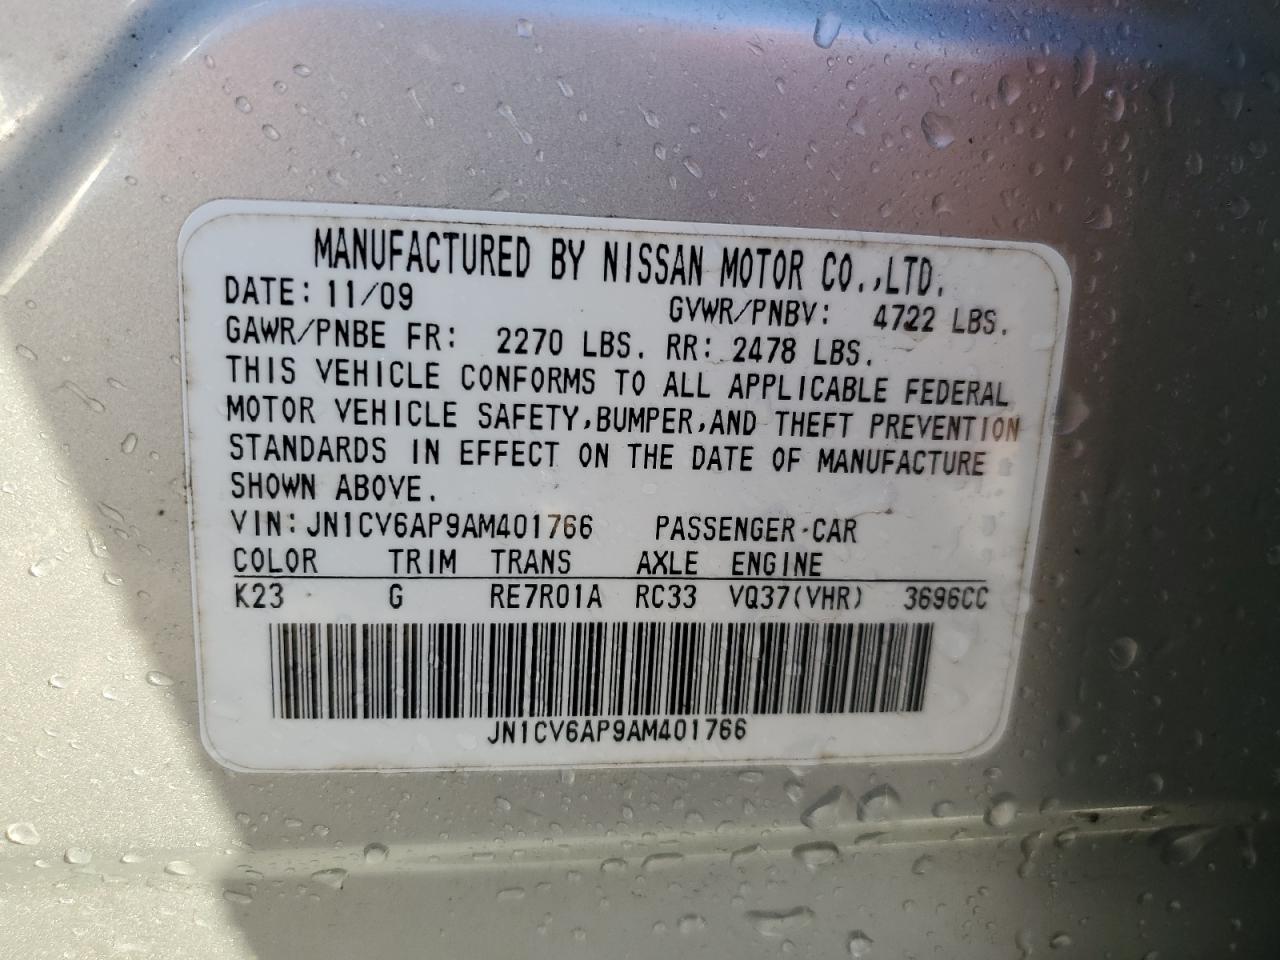 MANUFACTURED BY NISSAN MOTOR CO.,LTD.
DATE: 11/09 GVWR/PNBV: 4722 LBS.
GAWR/PNBE FR: 2270 LBS. RR: 2478 LBS.
THIS VEHICLE CONFORMS TO ALL APPLICABLE FEDERAL
MOTOR VEHICLE SAFETY,BUMPER,AND THEFT PREVENTION
STANDARDS IN EFFECT ON THE DATE OF MANUFACTURE
SHOWN ABOVE.
VIN: JN1CV6AP9AM401766 PASSENGER-CAR
COLOR TRIM TRANS AXLE ENGINE
K23 G RE7R01A RC33 VQ37(VHR) 3696CC
JN1CV6AP9AM401766